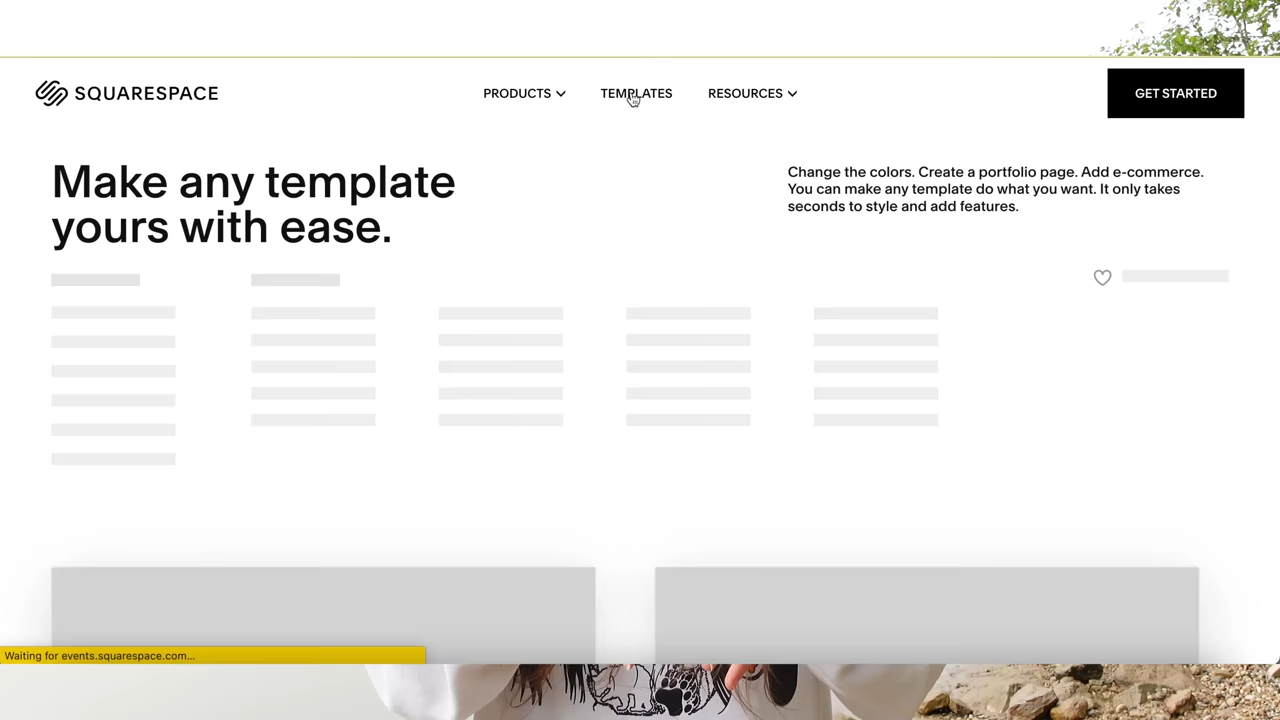 SQUARESPACE
PRODUCTS
TEMPLATES
RESOURCES
GET STARTED
Make any template
yours with ease.
Change the colors. Create a portfolio page. Add e-commerce.
You can make any template do what you want. It only takes
seconds to style and add features.
Waiting for events.squarespace.com...